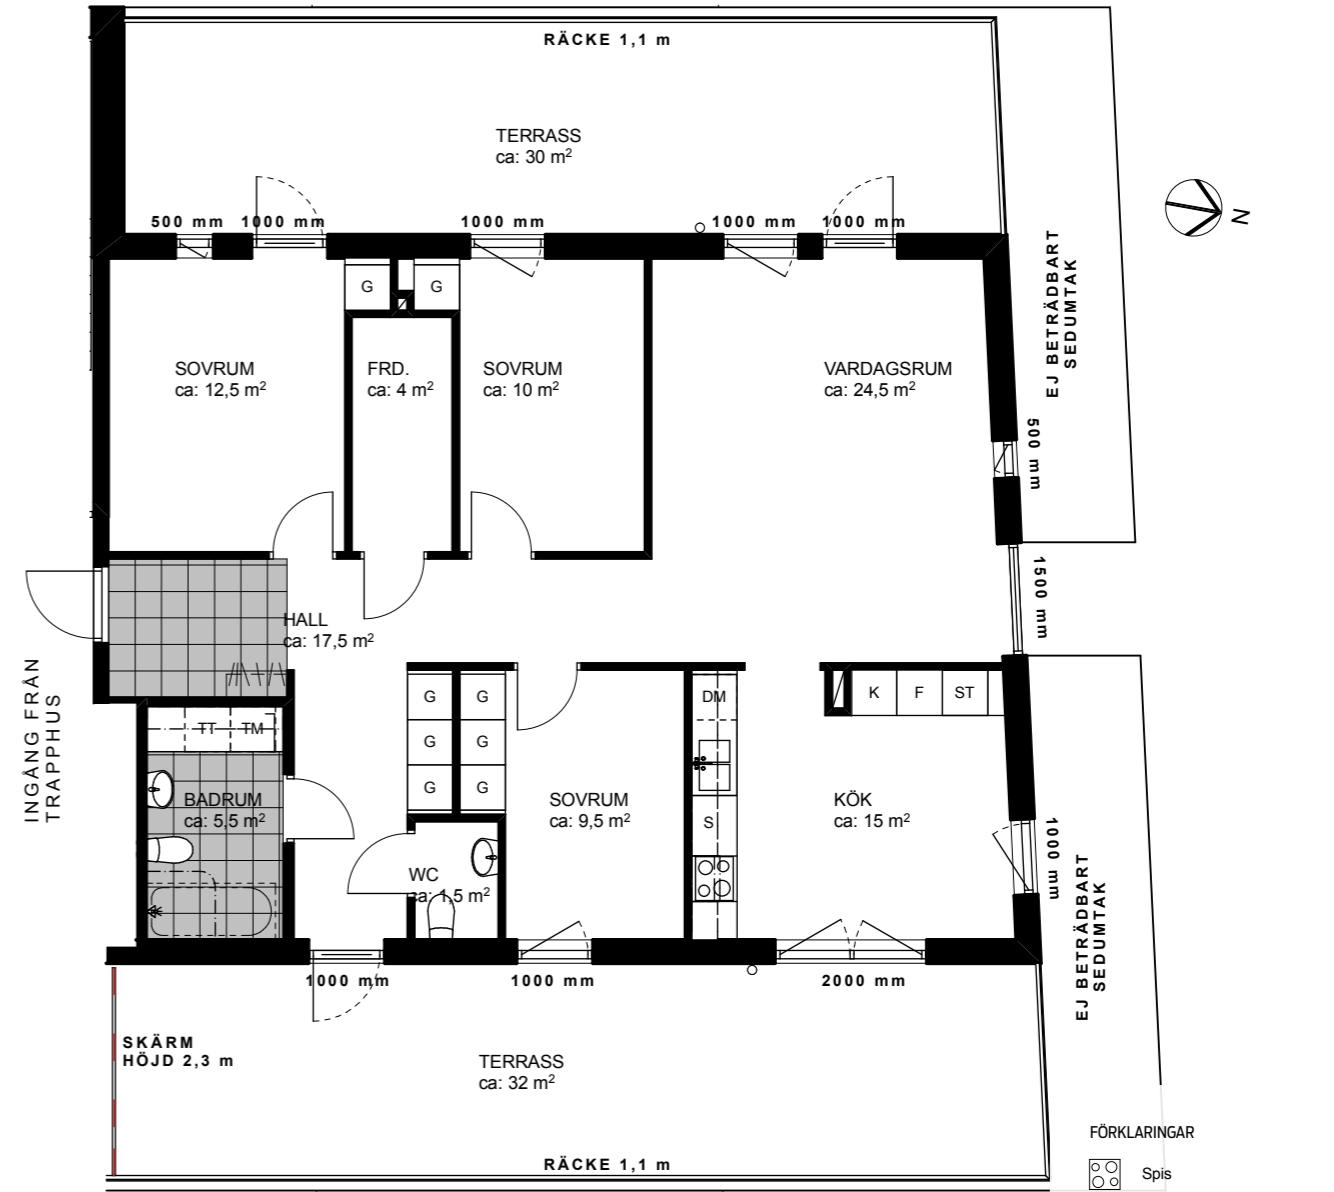 RÄCKE 1,1 m
TERRASS
ca: 30 m²
500 mm
1000 mm
1000 mm
1000 mm
1000 mm
N
G
G
SOVRUM
ca: 12,5 m²
FRD.
ca: 4 m²
SOVRUM
ca: 10 m²
VARDAGSRUM
ca: 24,5 m²
EJ BETRÄDBART
SEDUMTAK
500 mm
1500 mm
HALL
ca: 17,5 m²
INGÅNG FRÅN
TRAPPHUS
G
G
DM
K
F
ST
TT
TM
G
G
G
G
BADRUM
ca: 5,5 m²
SOVRUM
ca: 9,5 m²
S
KÖK
ca: 15 m²
1000 mm
WC
ca: 1,5 m²
EJ BETRÄDBART
SEDUMTAK
1000 mm
1000 mm
2000 mm
SKÄRM
HÖJD 2,3 m
TERRASS
ca: 32 m²
RÄCKE 1,1 m
FÖRKLARINGAR
Spis